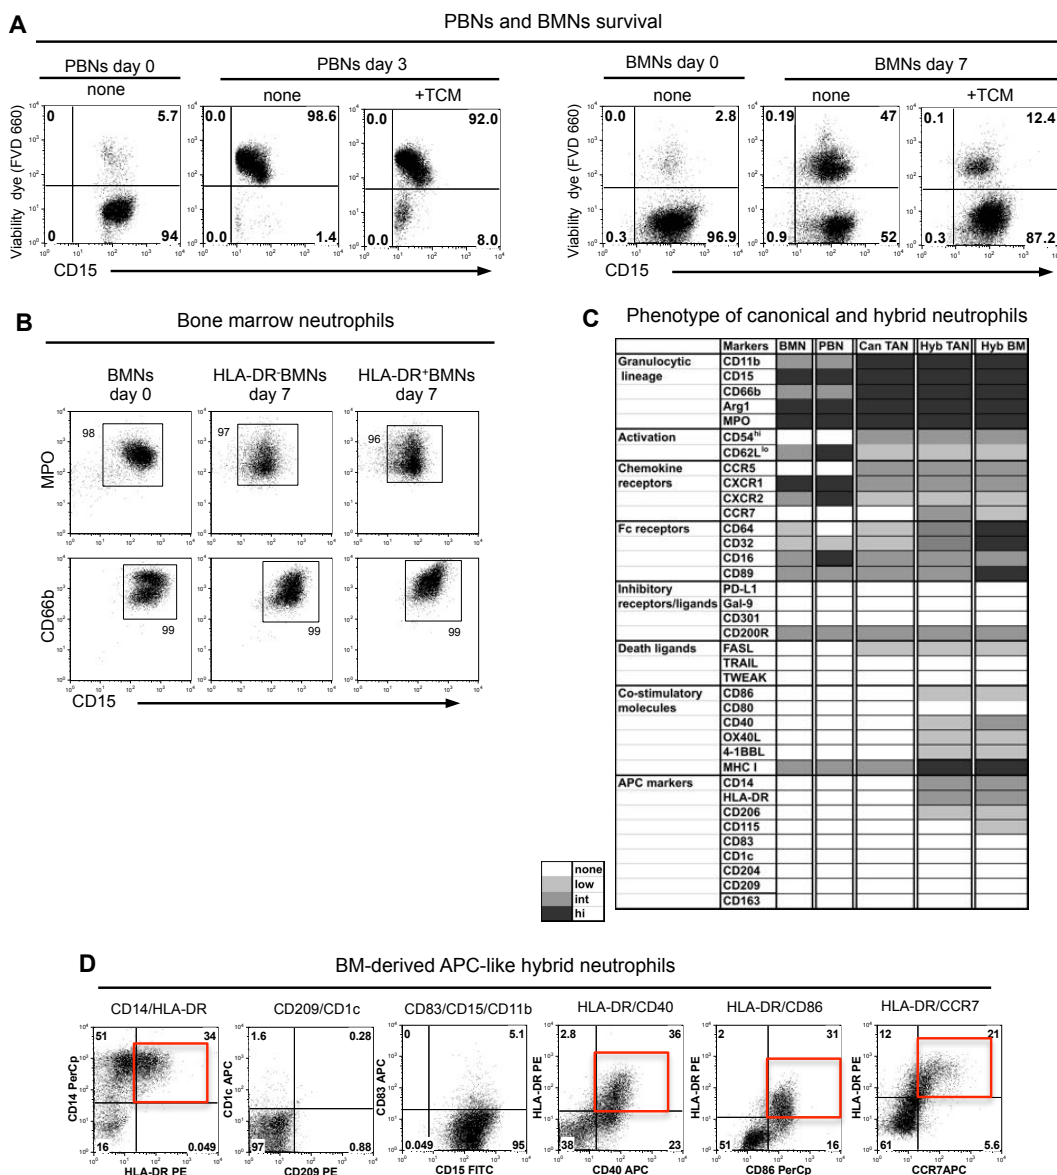 A
PBNs and BMNs survival
PBNs day 0
PBNs day 3
BMNs day 0
BMNs day 7
none
none
+TCM
none
none
+TCM
Viability dye (FVD 660)
0
5.7
0
94
0.0
98.6
0.0
1.4
0.0
92.0
0.0
8.0
Viability dye (FVD 660)
0.0
2.8
0.3
96.9
0.19
47
0.9
52
0.1
12.4
0.3
87.2
CD15
CD15
B
Bone marrow neutrophils
BMNs day 0
HLA-DR-BMNs day 7
HLA-DR+BMNs day 7
MPO
98
97
96
CD66b
99
99
99
CD15
C
Phenotype of canonical and hybrid neutrophils
Markers BMN PBN Can TAN Hyb TAN Hyb BM
Granulocytic CD11b
lineage CD15
CD66b
Arg1
MPO
Activation CD54hi
CD62Llo
Chemokine CCR5
receptors CXCR1
CXCR2
CCR7
Fc receptors CD64
CD32
CD16
CD89
Inhibitory PD-L1
receptors/ligands Gal-9
CD301
CD200R
Death ligands FASL
TRAIL
TWEAK
Co-stimulatory CD86
molecules CD80
CD40
OX40L
4-1BBL
MHC I
APC markers CD14
HLA-DR
CD206
CD115
CD83
CD1c
CD204
CD209
CD163
none
low
int
hi
D
BM-derived APC-like hybrid neutrophils
CD14/HLA-DR
CD209/CD1c
CD83/CD15/CD11b
HLA-DR/CD40
HLA-DR/CD86
HLA-DR/CCR7
CD14 PerCp
51
34
16
0.049
HLA-DR PE
CD1c APC
1.6
0.28
97
0.88
CD209 PE
CD83 APC
0
5.1
0.049
95
CD15 FITC
HLA-DR PE
2.8
36
38
23
CD40 APC
HLA-DR PE
2
31
51
16
CD86 PerCp
HLA-DR PE
12
21
61
5.6
CCR7APC